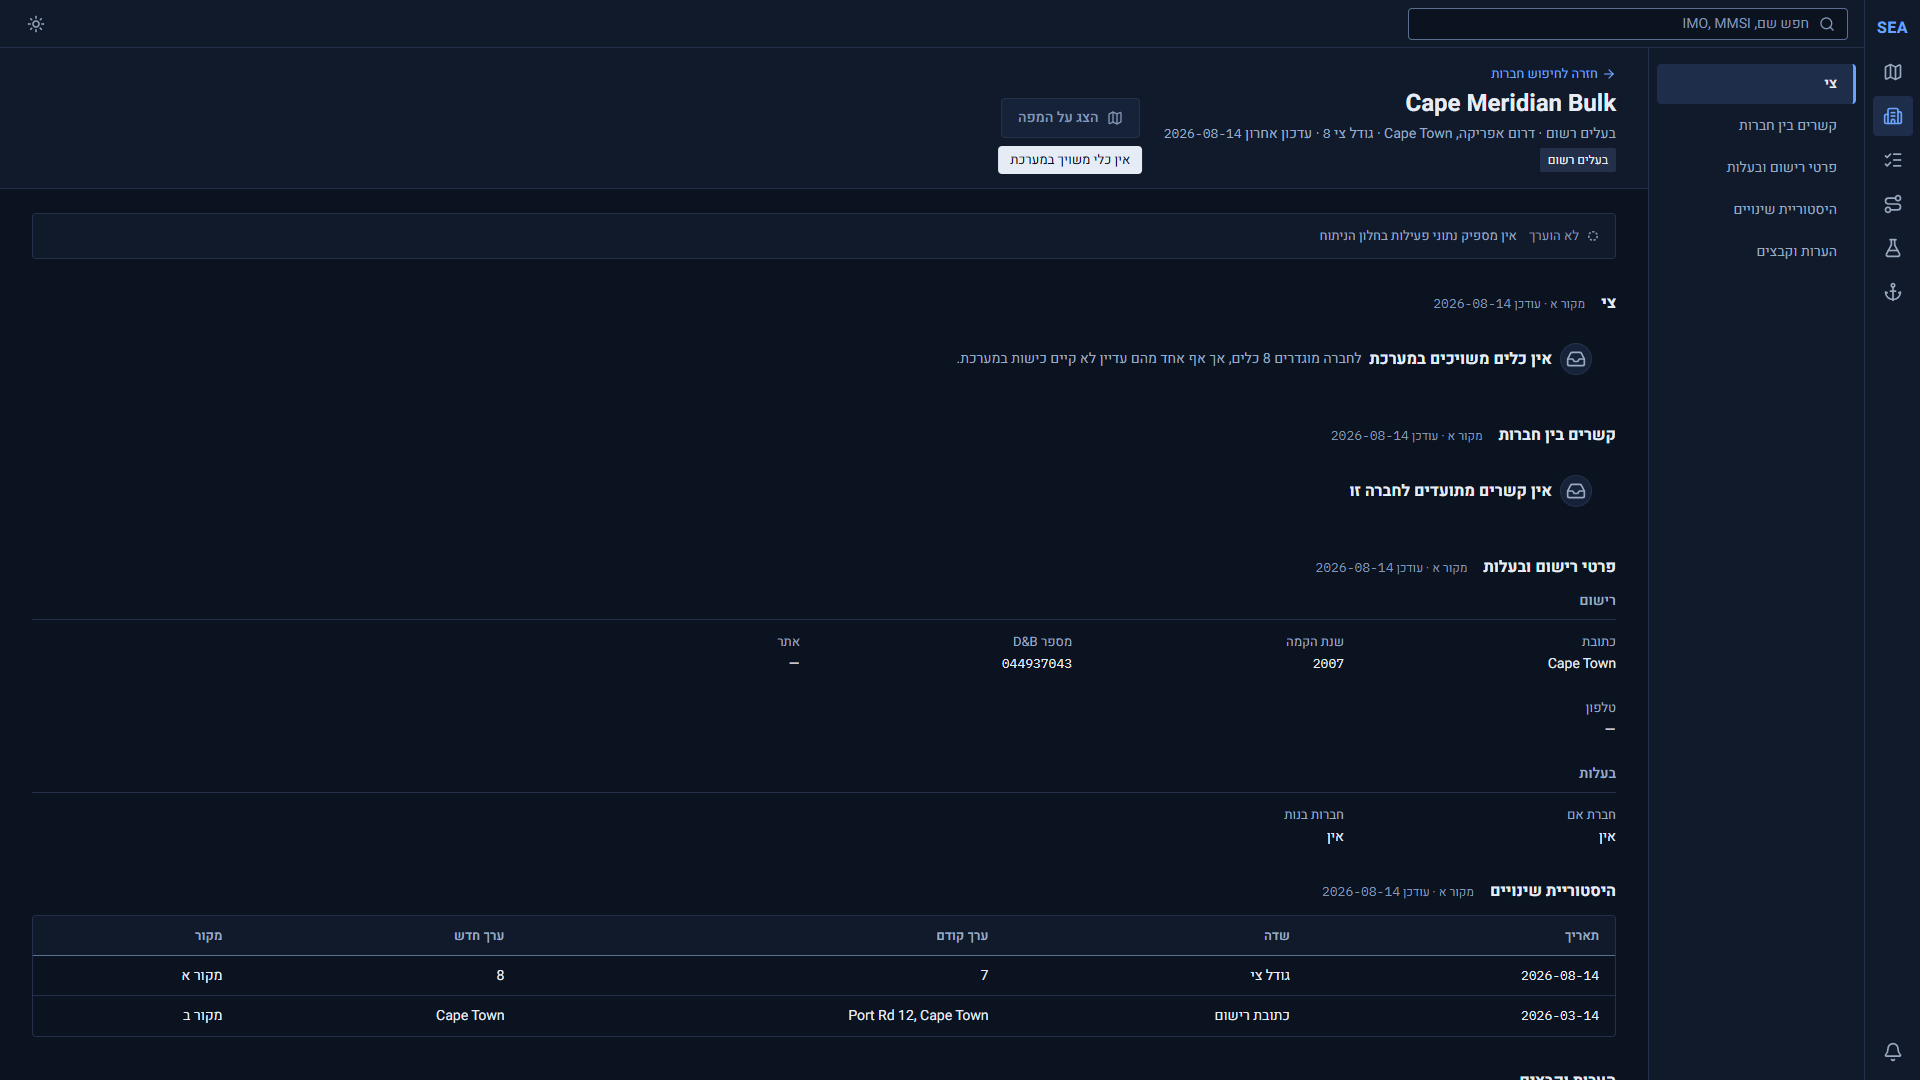 SEA
חפש שם, IMO, MMSI
צי
קשרים בין חברות
פרטי רישום ובעלות
היסטוריית שינויים
הערות וקבצים
חזרה לחיפוש חברות
Cape Meridian Bulk
בעלים רשום · דרום אפריקה, Cape Town · גודל צי 8 · עדכון אחרון 2026-08-14
בעלים רשום
הצג על המפה
אין כלי משויך במערכת
לא הוערך אין מספיק נתוני פעילות בחלון הניתוח
צי מקור א · עודכן 2026-08-14
אין כלים משויכים במערכת לחברה מוגדרים 8 כלים, אך אף אחד מהם עדיין לא קיים כישות במערכת.
קשרים בין חברות מקור א · עודכן 2026-08-14
אין קשרים מתועדים לחברה זו
פרטי רישום ובעלות מקור א · עודכן 2026-08-14
רישום
כתובת שנת הקמה מספר D&B אתר
Cape Town 2007 044937043 —
טלפון
—
בעלות
חברת אם חברות בנות
אין אין
היסטוריית שינויים מקור א · עודכן 2026-08-14
תאריך שדה ערך קודם ערך חדש מקור
2026-08-14 גודל צי 7 8 מקור א
2026-03-14 כתובת רישום Port Rd 12, Cape Town Cape Town מקור ב
הערות וקבצים